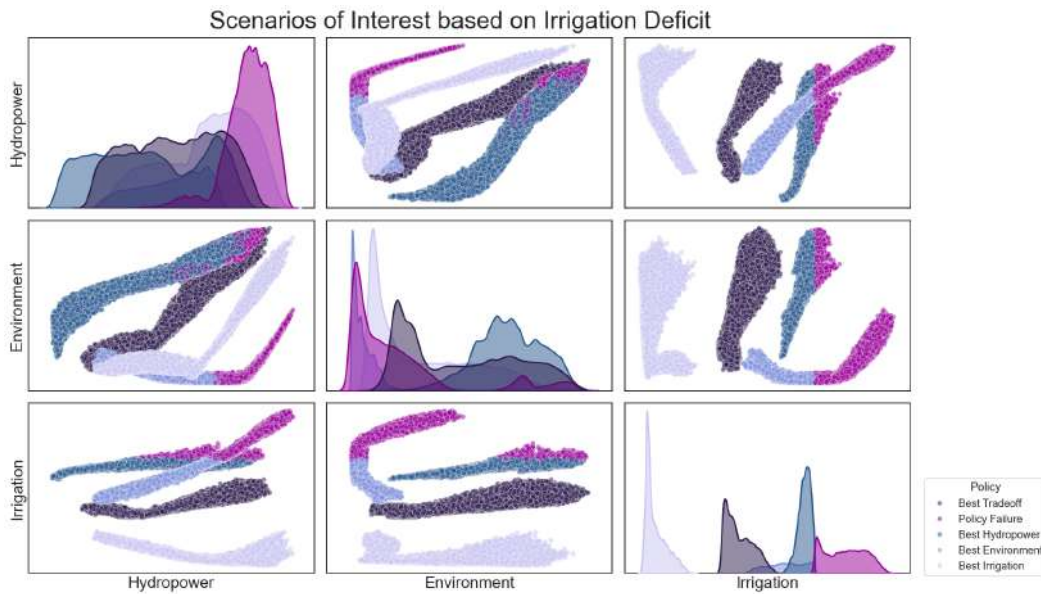 Scenarios of Interest based on Irrigation Deficit
Hydropower
Environment
Irrigation
Hydropower
Environment
Irrigation
Policy
Best Tradeoff
Policy Failure
Best Hydropower
Best Environment
Best Irrigation